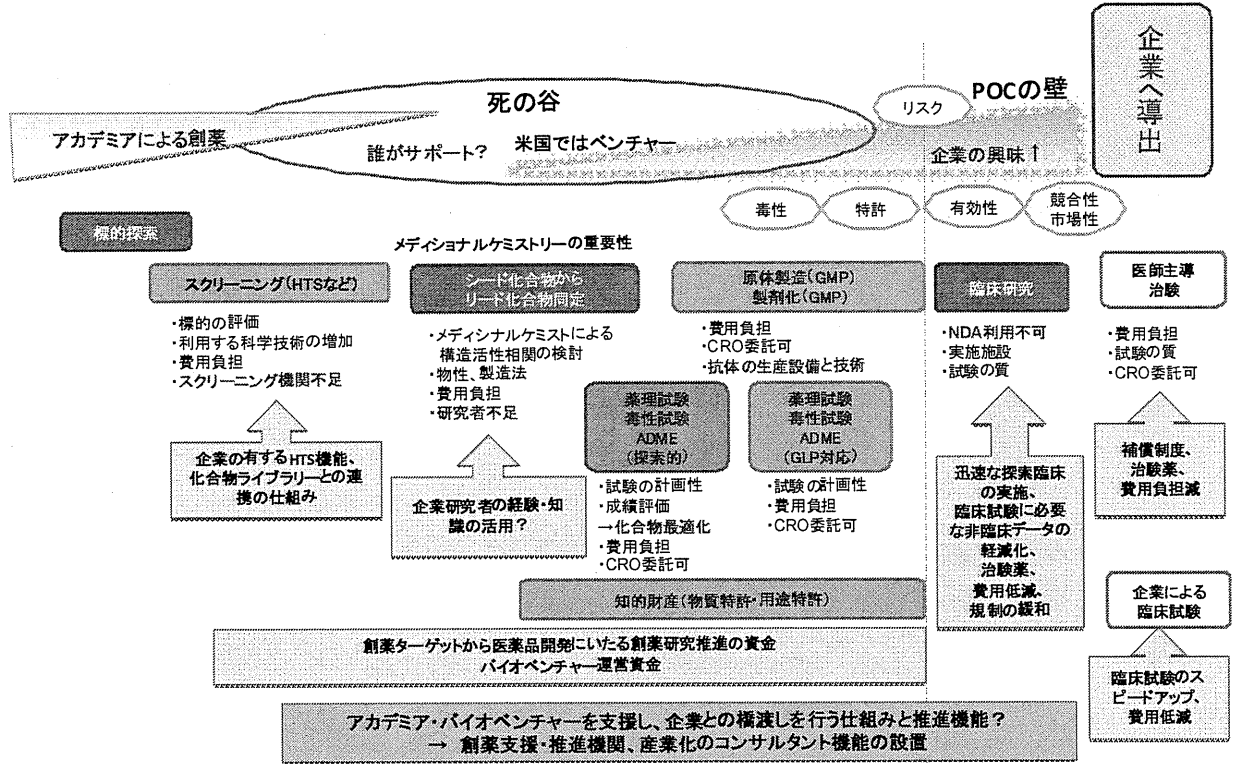 企業へ導出
死の谷
POCの壁
リスク
アカデミアによる創薬
誰がサポート?
米国ではベンチャー
企業の興味↑
毒性
特許
有効性
競合性
市場性
標的探索
メディショナルケミストリーの重要性
スクリーニング(HTSなど)
・標的の評価
・利用する科学技術の増加
・費用負担
・スクリーニング機関不足
企業の有するHTS機能、
化合物ライブラリーとの連
携の仕組み
シード化合物から
リード化合物同定
・メディシナルケミストによる
構造活性相関の検討
・物性、製造法
・費用負担
・研究者不足
企業研究者の経験・知
識の活用?
原体製造(GMP)
製剤化(GMP)
・費用負担
・CRO委託可
・抗体の生産設備と技術
薬理試験
毒性試験
ADME
(探索的)
・試験の計画性
・成績評価
→化合物最適化
・費用負担
・CRO委託可
薬理試験
毒性試験
ADME
(GLP対応)
・試験の計画性
・費用負担
・CRO委託可
臨床研究
・NDA利用不可
・実施施設
・試験の質
迅速な探索臨床
の実施、
臨床試験に必要
な非臨床データの
軽減化、
治験薬、
費用低減、
規制の緩和
医師主導
治験
・費用負担
・試験の質
・CRO委託可
補償制度、
治験薬、
費用負担減
企業による
臨床試験
臨床試験のス
ピードアップ、
費用低減
知的財産(物質特許・用途特許)
創薬ターゲットから医薬品開発にいたる創薬研究推進の資金
バイオベンチャー運営資金
アカデミア・バイオベンチャーを支援し、企業との橋渡しを行う仕組みと推進機能?
→ 創薬支援・推進機関、産業化のコンサルタント機能の設置